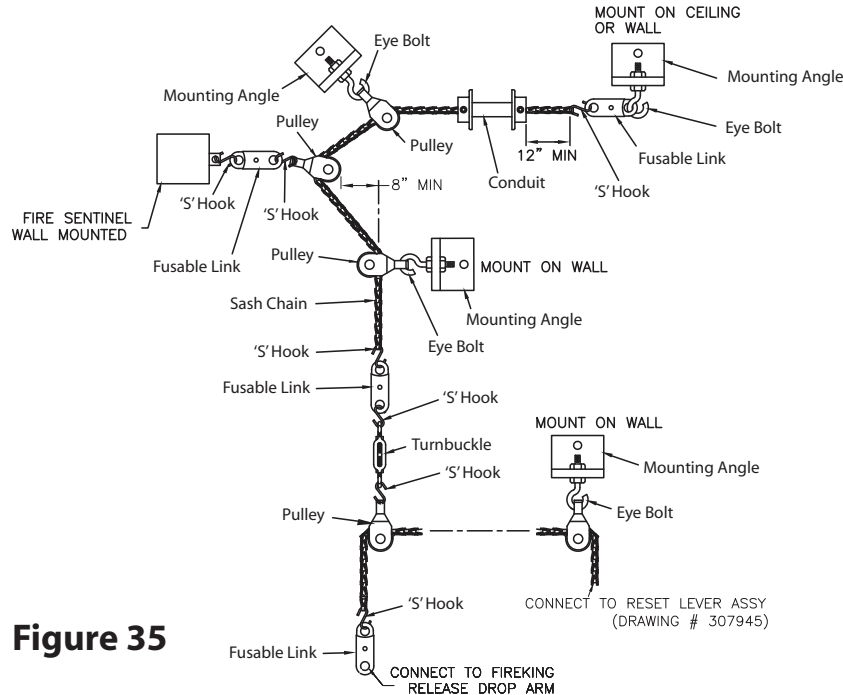 MOUNT ON CEILING
OR WALL
Eye Bolt
Mounting Angle
Mounting Angle
Pulley
Eye Bolt
Pulley
Fusable Link
12" MIN
Conduit
'S' Hook
'S' Hook
'S' Hook
8" MIN
FIRE SENTINEL
WALL MOUNTED
Fusable Link
Pulley
MOUNT ON WALL
Sash Chain
Mounting Angle
Eye Bolt
'S' Hook
Fusable Link
'S' Hook
MOUNT ON WALL
Turnbuckle
Mounting Angle
'S' Hook
Pulley
Eye Bolt
'S' Hook
CONNECT TO RESET LEVER ASSY
(DRAWING # 307945)
Figure 35
Fusable Link
CONNECT TO FIREKING
RELEASE DROP ARM